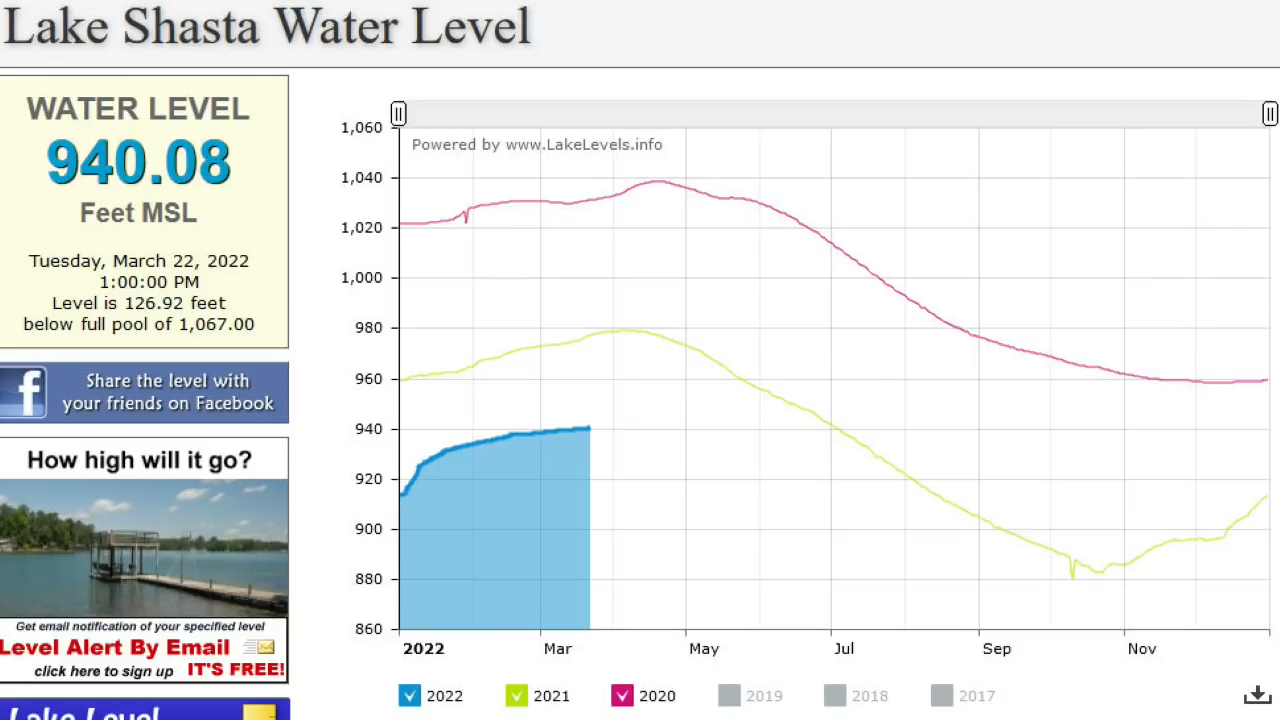 Lake Shasta Water Level
WATER LEVEL
940.08
Feet MSL
Tuesday, March 22, 2022
1:00:00 PM
Level is 126.92 feet
below full pool of 1,067.00
f
Share the level with
your friends on Facebook
How high will it go?
Get email notification of your specified level
Level Alert By Email
click here to sign up IT'S FREE!
Lake Level
Powered by www.LakeLevels.info
1,060
1,040
1,020
1,000
980
960
940
920
900
880
860
2022 Mar May Jul Sep Nov
2022 2021 2020 2019 2018 2017